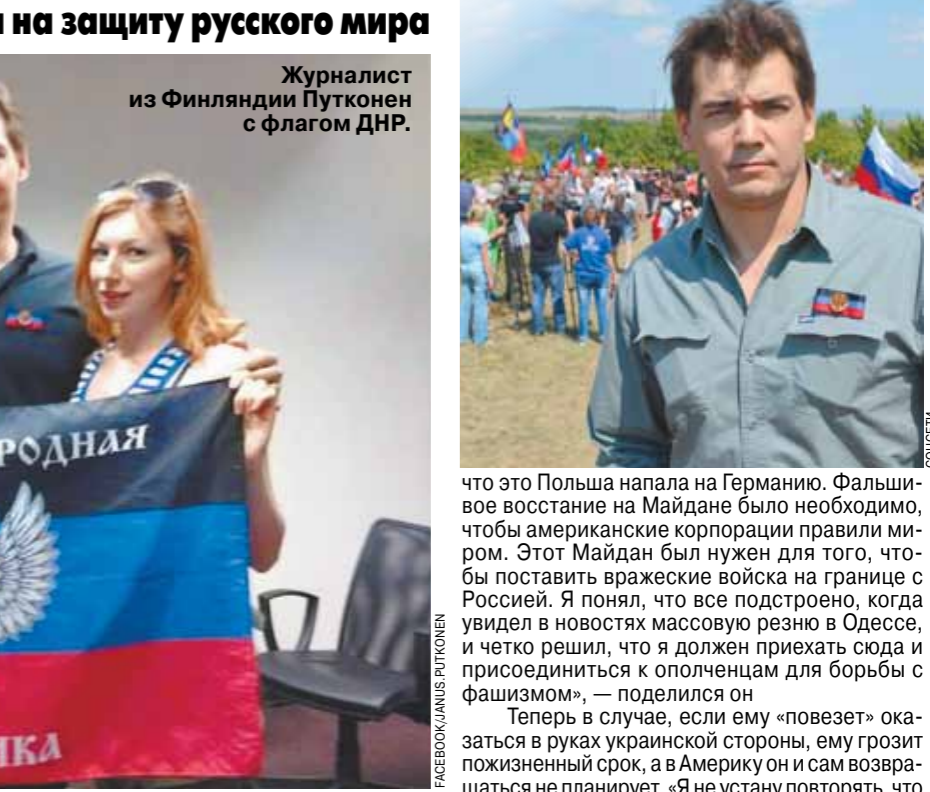 на защиту русского мира
Журналист
из Финляндии Путконен
с флагом ДНР.
РОДНАЯ
ИКА
FACEBOOK/JANUS.PUTKONEN
СОЦСЕТИ
что это Польша напала на Германию. Фальши-
вое восстание на Майдане было необходимо,
чтобы американские корпорации правили ми-
ром. Этот Майдан был нужен для того, что-
бы поставить вражеские войска на границе с
Россией. Я понял, что все подстроено, когда
увидел в новостях массовую резню в Одессе,
и четко решил, что я должен приехать сюда и
присоединиться к ополченцам для борьбы с
фашизмом», — поделился он
Теперь в случае, если ему «повезет» ока-
заться в руках украинской стороны, ему грозит
пожизненный срок, а в Америку он и сам возвра-
щаться не планирует. «Я не устану повторять, что